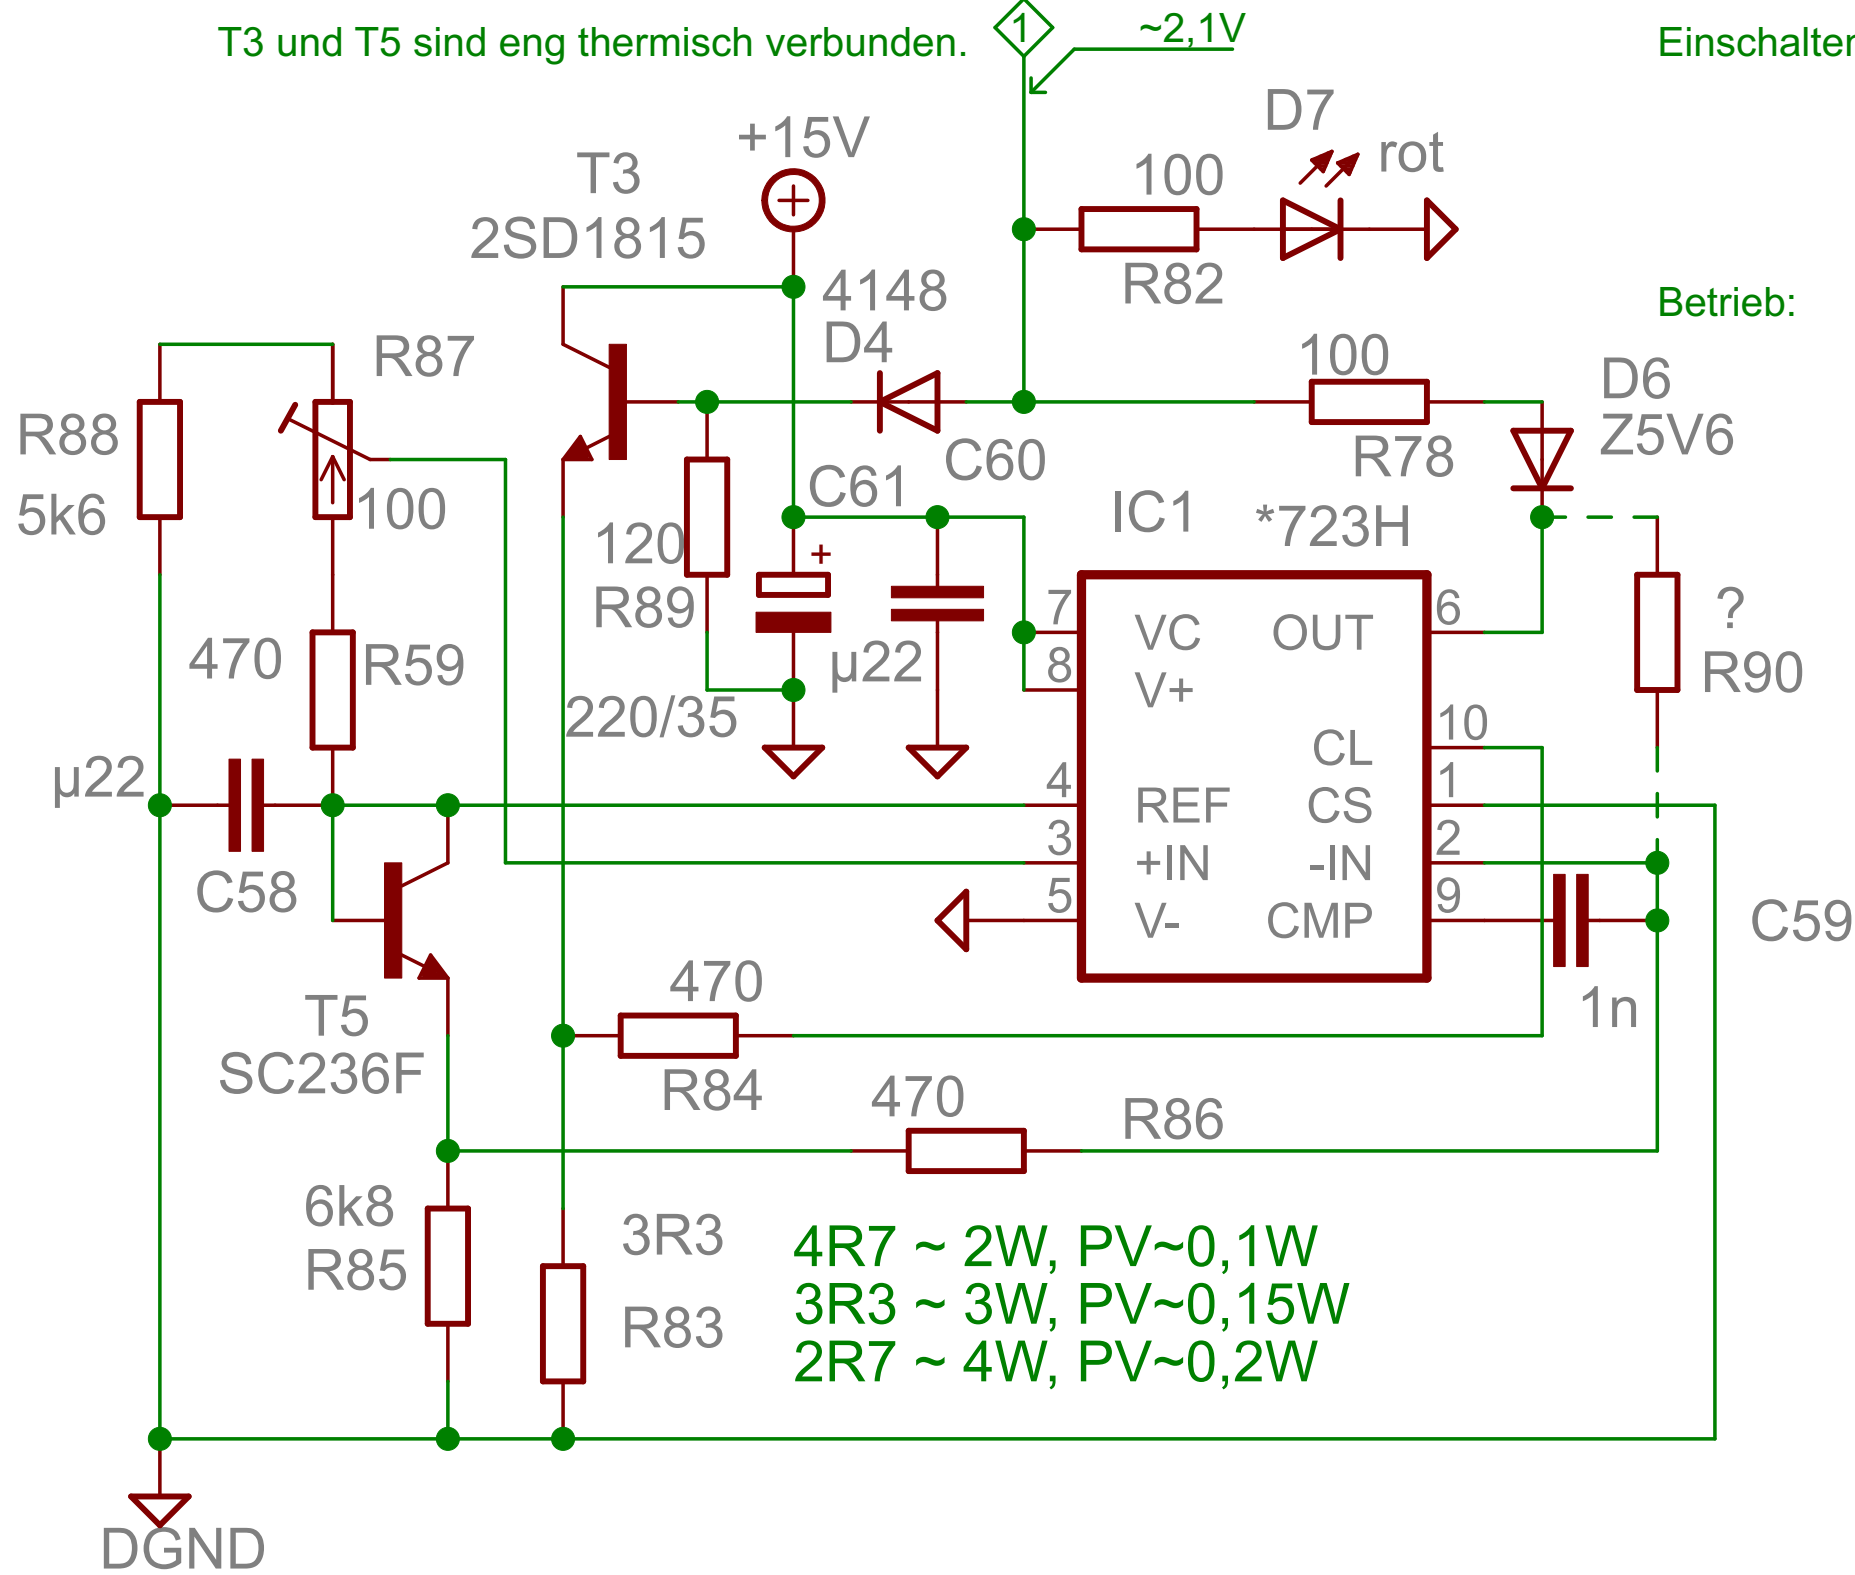 T3 und T5 sind eng thermisch verbunden.
1
~2,1V
Einschalten
D7
rot
+15V
T3
2SD1815
100
R82
4148
D4
Betrieb:
R87
100
R88
5k6
100
R78
D6
Z5V6
C60
C61
+
120
R89
IC1
*723H
?
R90
470
R59
220/35
µ22
µ22
C58
7
VC
OUT
6
8
V+
CL
10
4
REF
CS
1
3
+IN
-IN
2
5
V-
CMP
9
C59
1n
T5
SC236F
470
R84
470
R86
6k8
R85
3R3
R83
4R7 ~ 2W, PV~0,1W
3R3 ~ 3W, PV~0,15W
2R7 ~ 4W, PV~0,2W
DGND